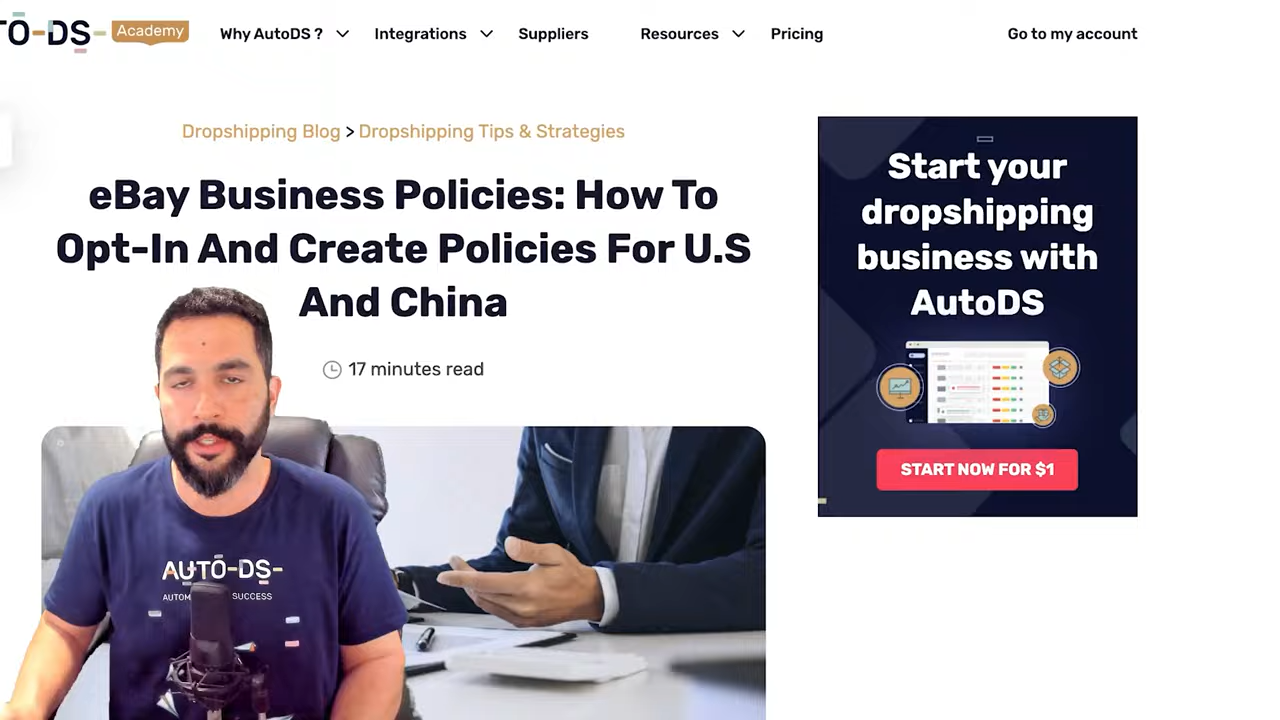 TO-DS-
Academy
Why AutoDS ?
Integrations
Suppliers
Resources
Pricing
Go to my account
Dropshipping Blog > Dropshipping Tips & Strategies
eBay Business Policies: How To
Opt-In And Create Policies For U.S
And China
17 minutes read
Start your
dropshipping
business with
AutoDS
START NOW FOR $1
AUTO-DS-
SUCCESS